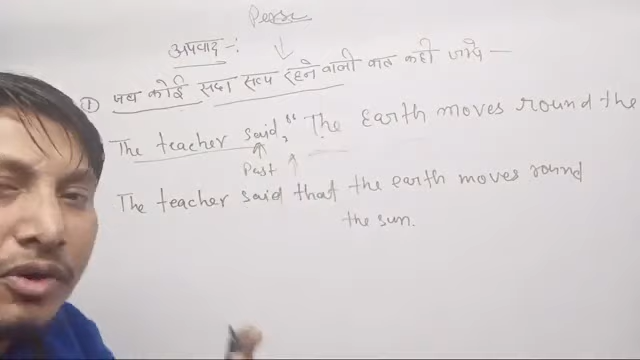 अपवाद -:
① जब कोई सदा सत्य रहने वाली बात कही जाये —
The teacher said, "The Earth moves round the
Past
The teacher said that the earth moves round
the sun.